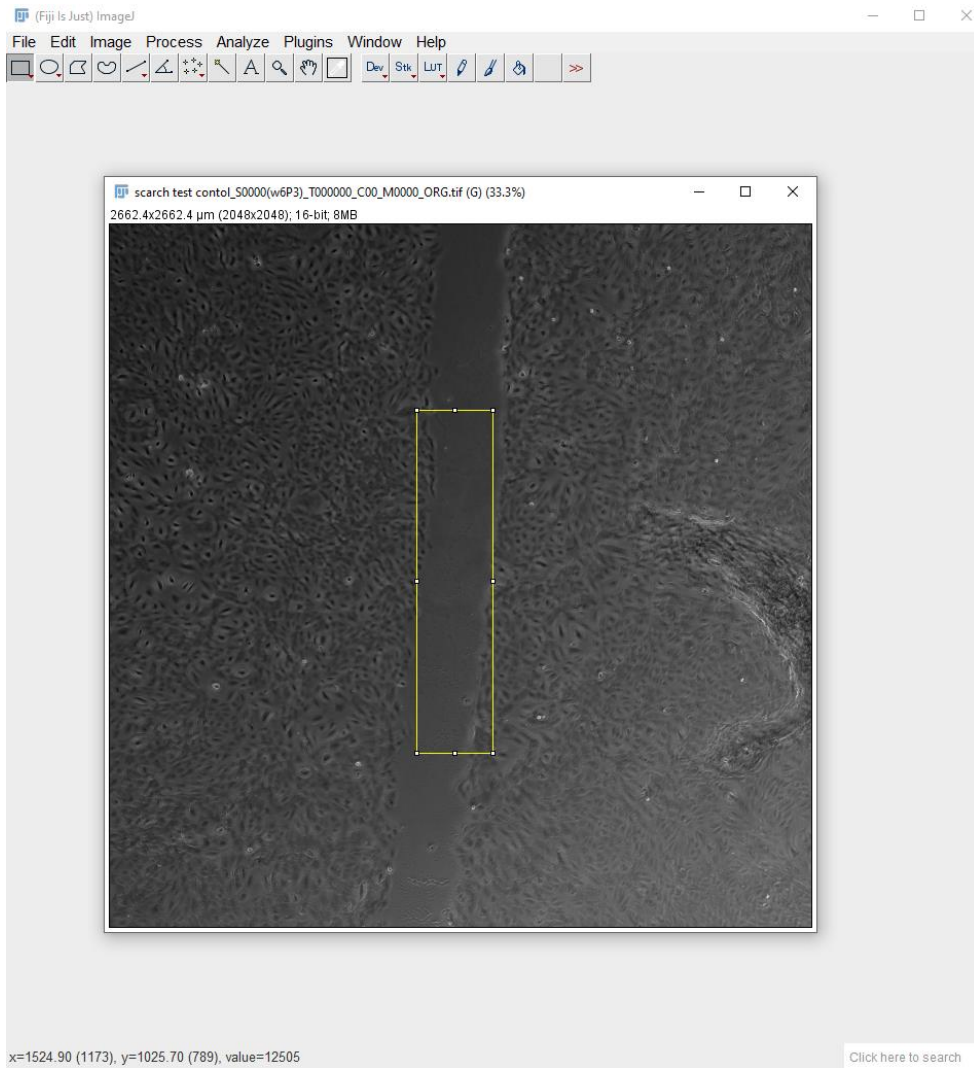 (Fiji Is Just) ImageJ
File Edit Image Process Analyze Plugins Window Help
A Dev Stk LUT >>
scarch test contol_S0000(w6P3)_T000000_C00_M0000_ORG.tif (G) (33.3%)
2662.4x2662.4 µm (2048x2048); 16-bit; 8MB
x=1524.90 (1173), y=1025.70 (789), value=12505
Click here to search